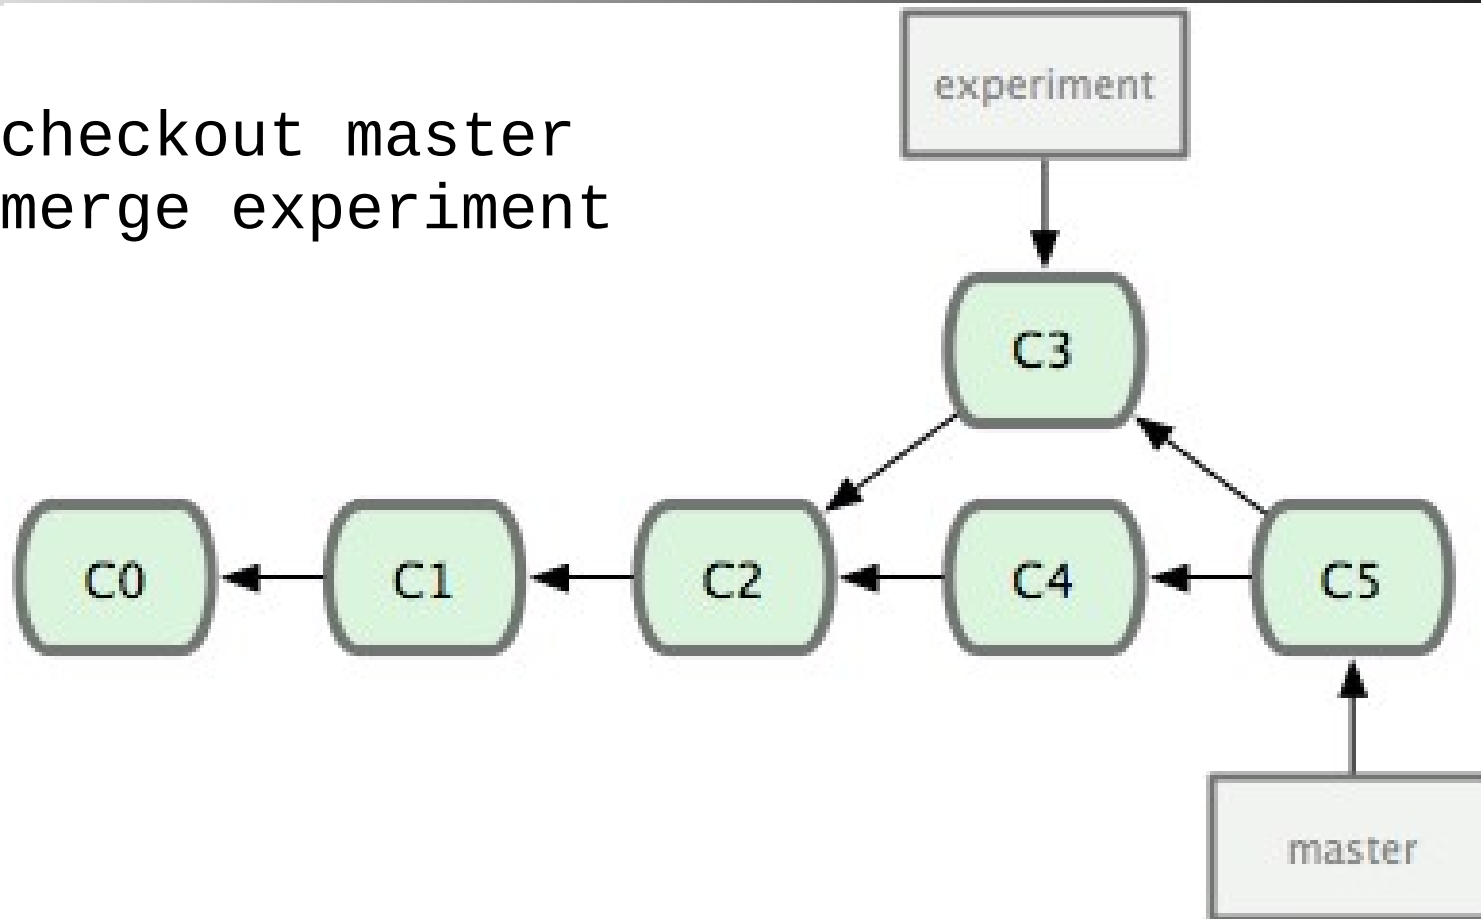 experiment
checkout master
merge experiment
C3
C0
C1
C2
C4
C5
master